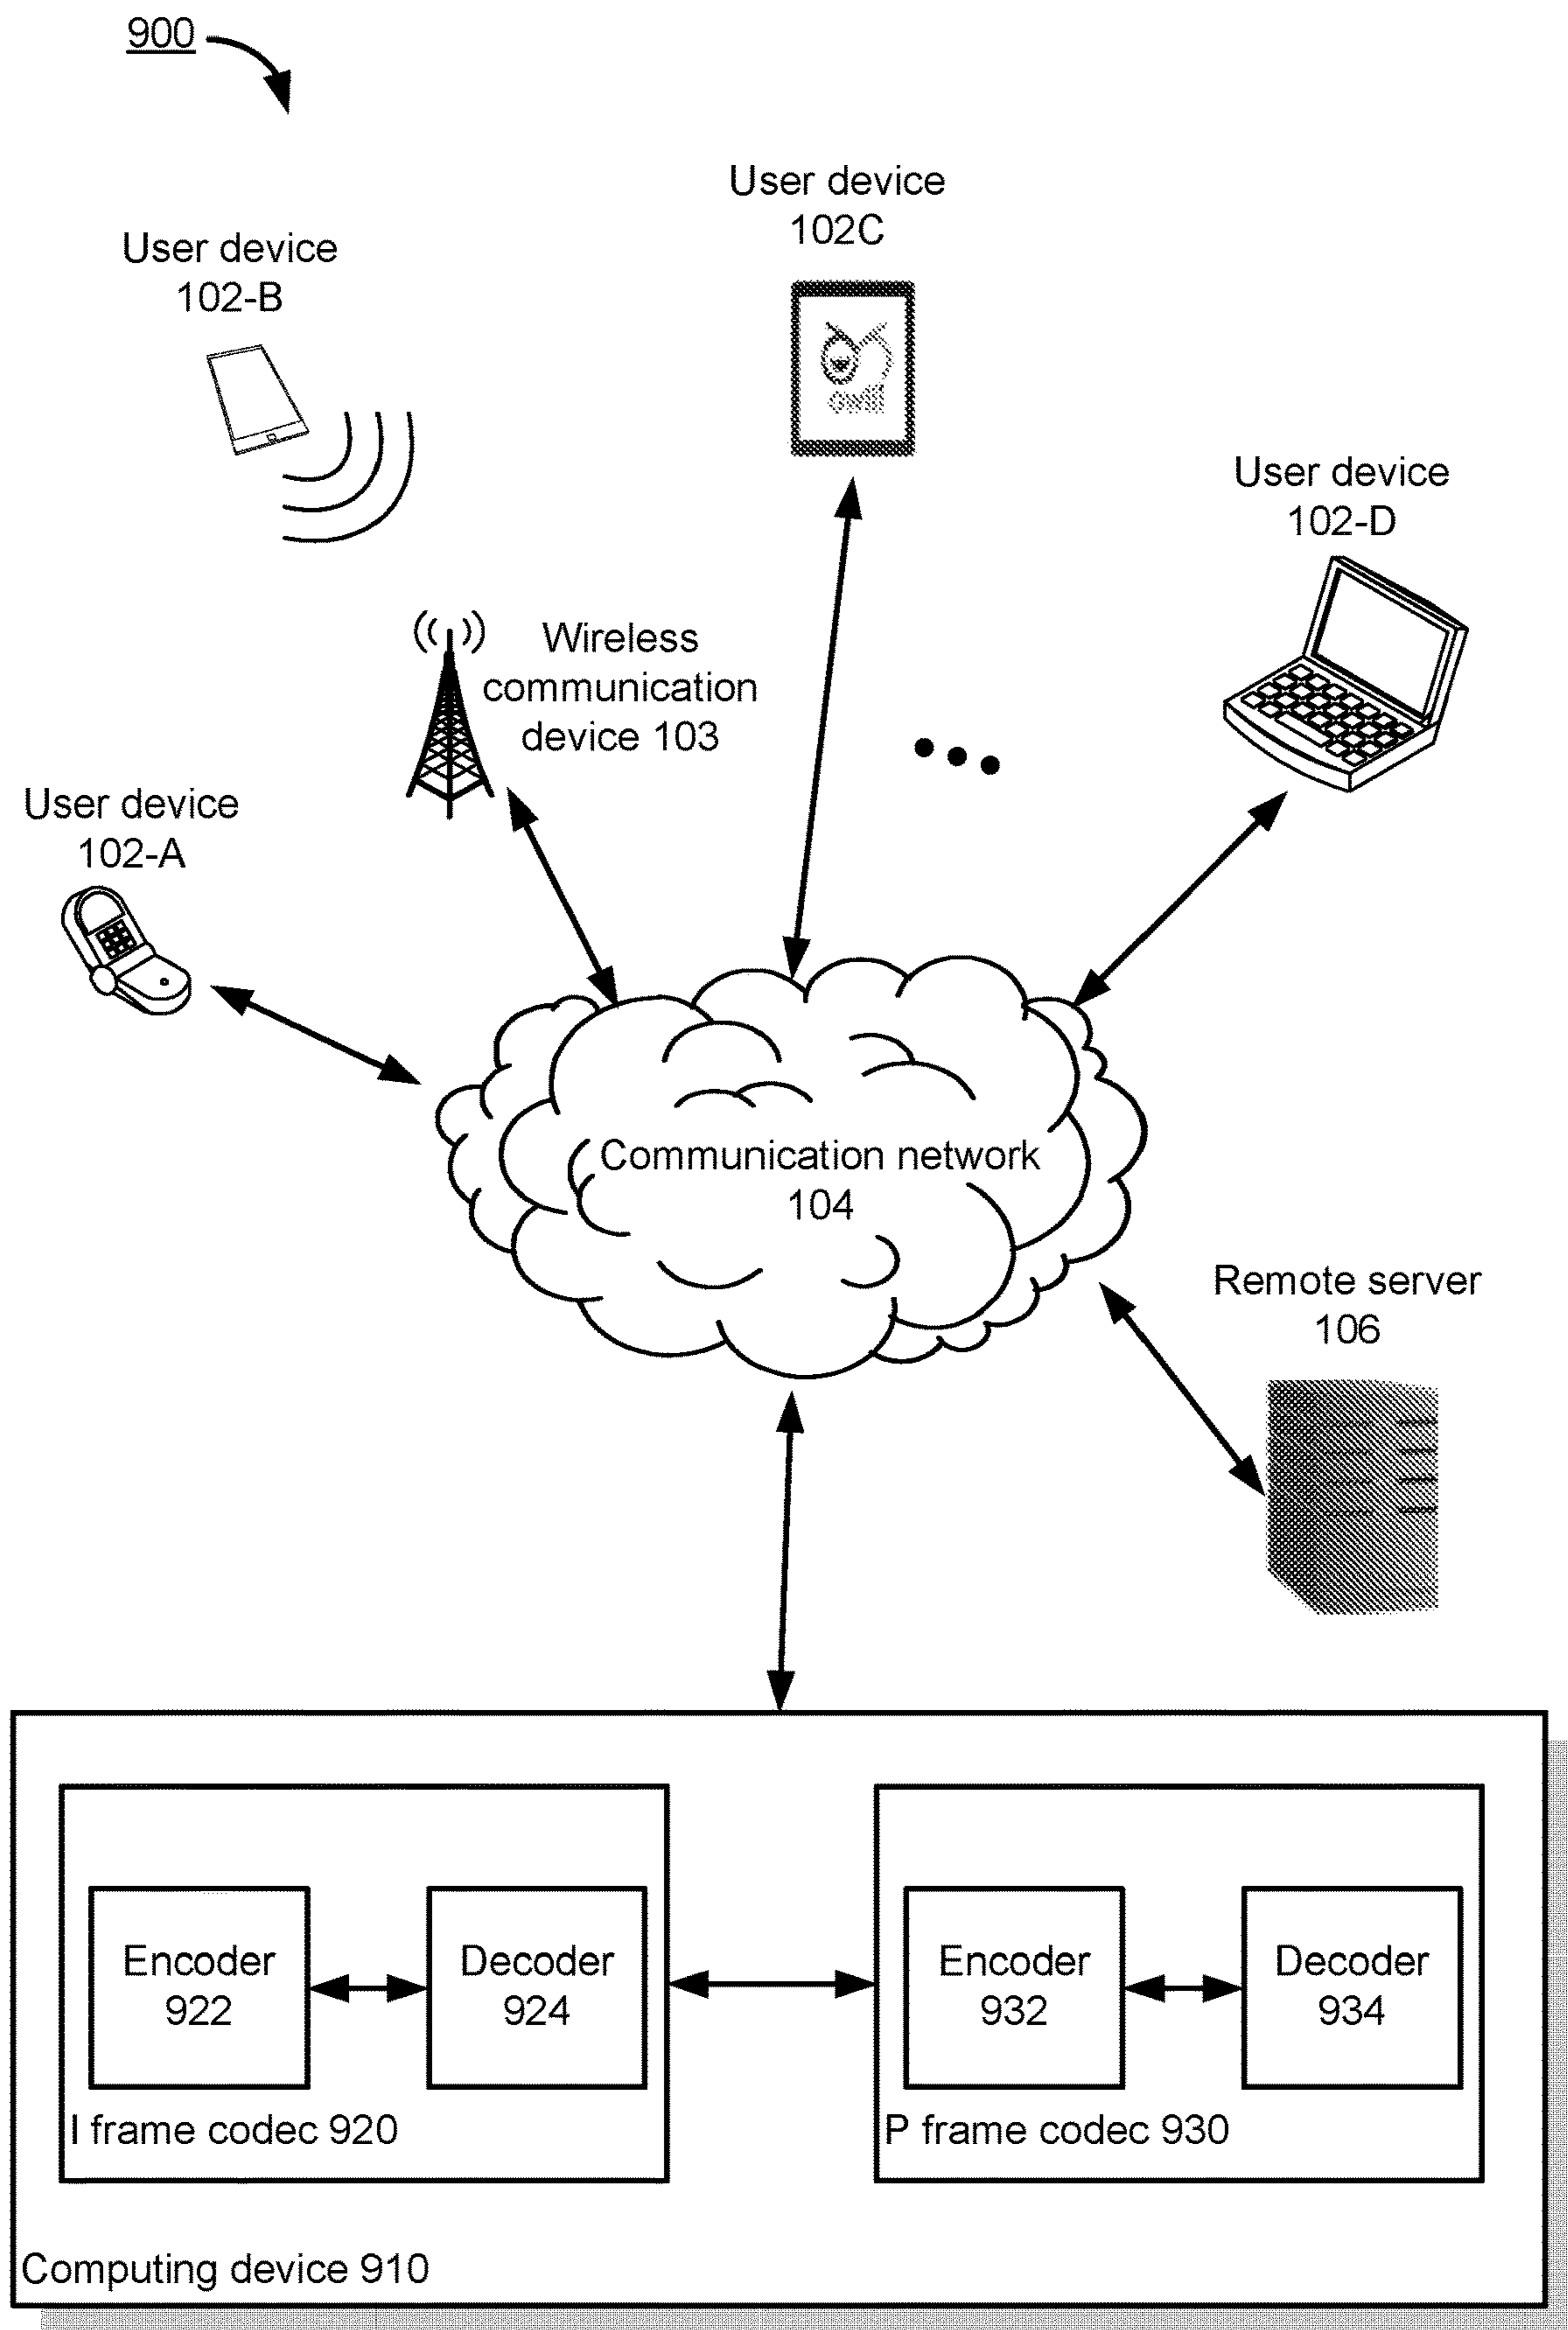 900
User device
102C
User device
102-B
User device
102-D
Wireless
communication
device 103
User device
102-A
Communication network
104
Remote server
106
Encoder
922
Decoder
924
Encoder
932
Decoder
934
I frame codec 920
P frame codec 930
Computing device 910